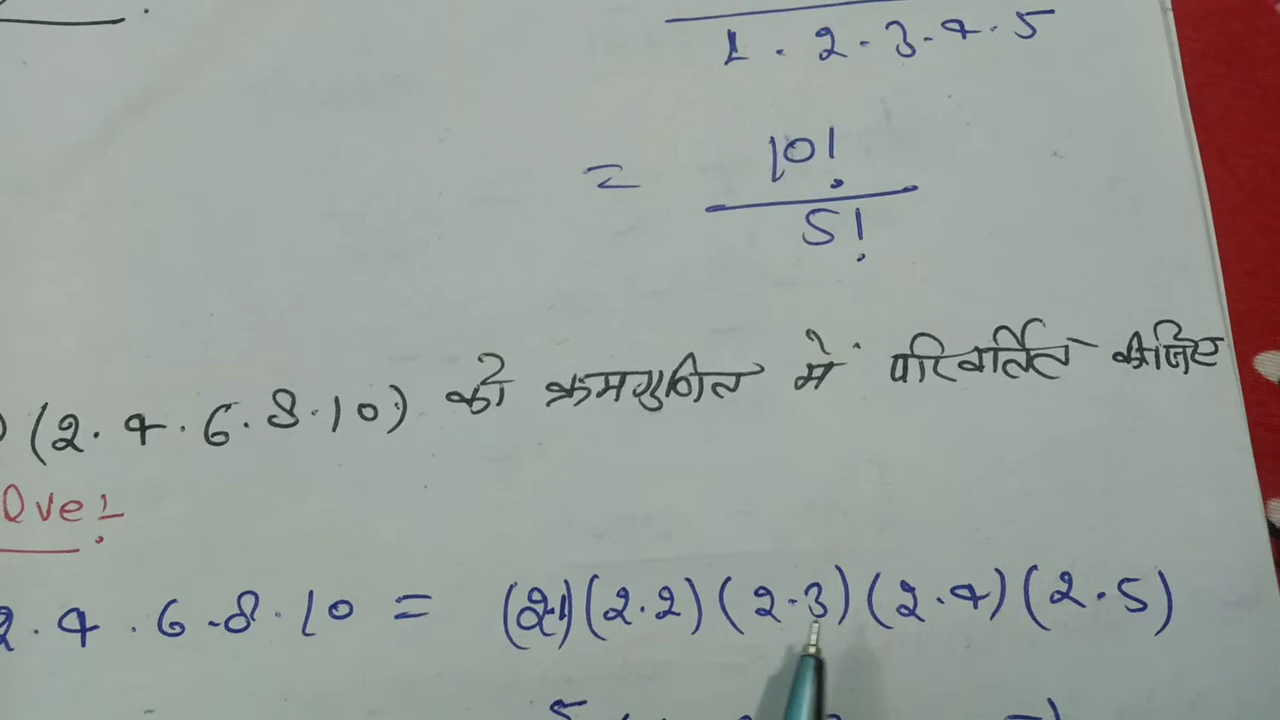 1 . 2 . 3 . 4 . 5
= 10! / 5!
(2 . 4 . 6 . 8 . 10) को क्रमगुणित में परिवर्तित कीजिए
olve!
2 . 4 . 6 . 8 . 10 = (2.1) (2.2) (2.3) (2.4) (2.5)